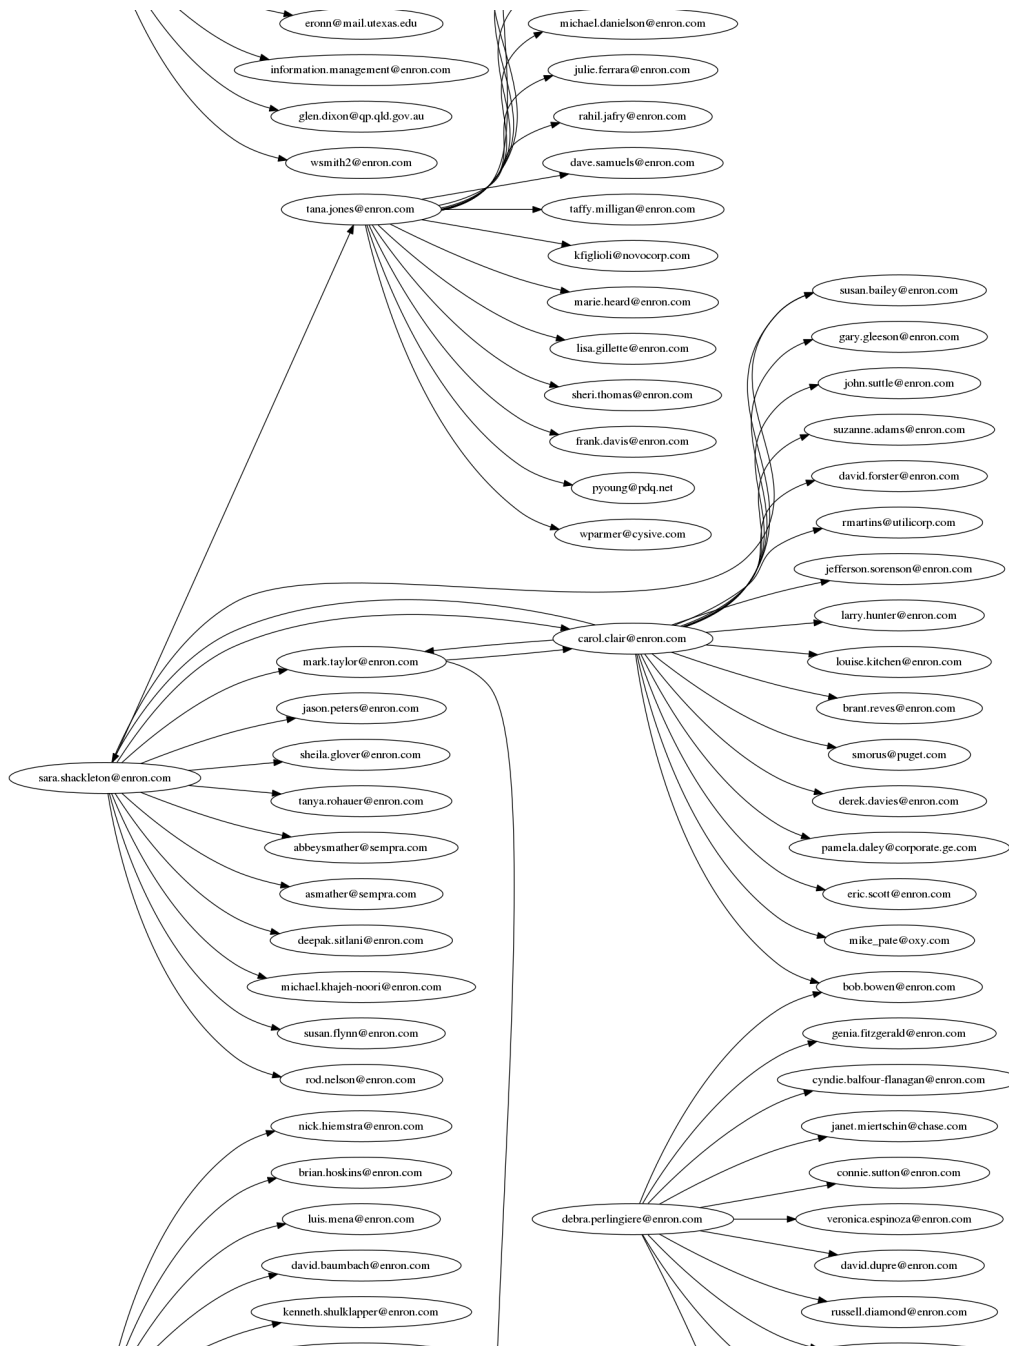 eronn@mail.utexas.edu
information.management@enron.com
glen.dixon@qp.qld.gov.au
wsmith2@enron.com
tana.jones@enron.com
michael.danielson@enron.com
julie.ferrara@enron.com
rahil.jafry@enron.com
dave.samuels@enron.com
taffy.milligan@enron.com
kfiglioli@novocorp.com
marie.heard@enron.com
lisa.gillette@enron.com
sheri.thomas@enron.com
frank.davis@enron.com
pyoung@pdq.net
wparmer@cysive.com
susan.bailey@enron.com
gary.gleeson@enron.com
john.suttle@enron.com
suzanne.adams@enron.com
david.forster@enron.com
rmartins@utilicorp.com
jefferson.sorenson@enron.com
larry.hunter@enron.com
louise.kitchen@enron.com
brant.reves@enron.com
smorus@puget.com
derek.davies@enron.com
pamela.daley@corporate.ge.com
eric.scott@enron.com
mike_pate@oxy.com
bob.bowen@enron.com
carol.clair@enron.com
mark.taylor@enron.com
jason.peters@enron.com
sheila.glover@enron.com
sara.shackleton@enron.com
tanya.rohauer@enron.com
abbeysmather@sempra.com
asmather@sempra.com
deepak.sitlani@enron.com
michael.khajeh-noori@enron.com
susan.flynn@enron.com
rod.nelson@enron.com
nick.hiemstra@enron.com
brian.hoskins@enron.com
luis.mena@enron.com
david.baumbach@enron.com
kenneth.shulklapper@enron.com
genia.fitzgerald@enron.com
cyndie.balfour-flanagan@enron.com
janet.miertschin@chase.com
connie.sutton@enron.com
debra.perlingiere@enron.com
veronica.espinoza@enron.com
david.dupre@enron.com
russell.diamond@enron.com